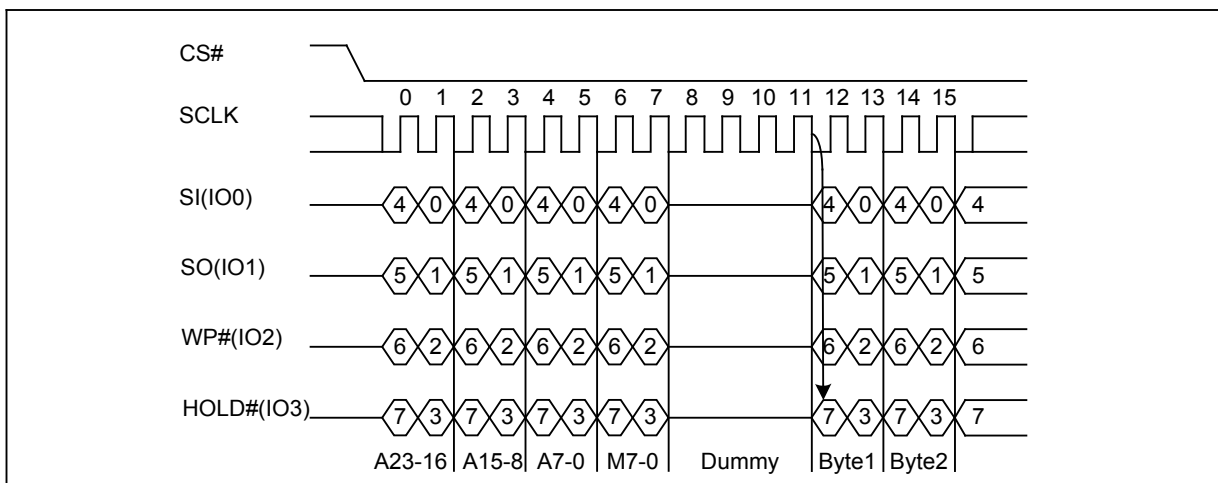 CS#
0 1 2 3 4 5 6 7 8 9 10 11 12 13 14 15
SCLK
SI(IO0) 4 0 4 0 4 0 4 0 4 0 4 0 4
SO(IO1) 5 1 5 1 5 1 5 1 5 1 5 1 5
WP#(IO2) 6 2 6 2 6 2 6 2 6 2 6 2 6
HOLD#(IO3) 7 3 7 3 7 3 7 3 7 3 7 3 7
A23-16 A15-8 A7-0 M7-0 Dummy Byte1 Byte2